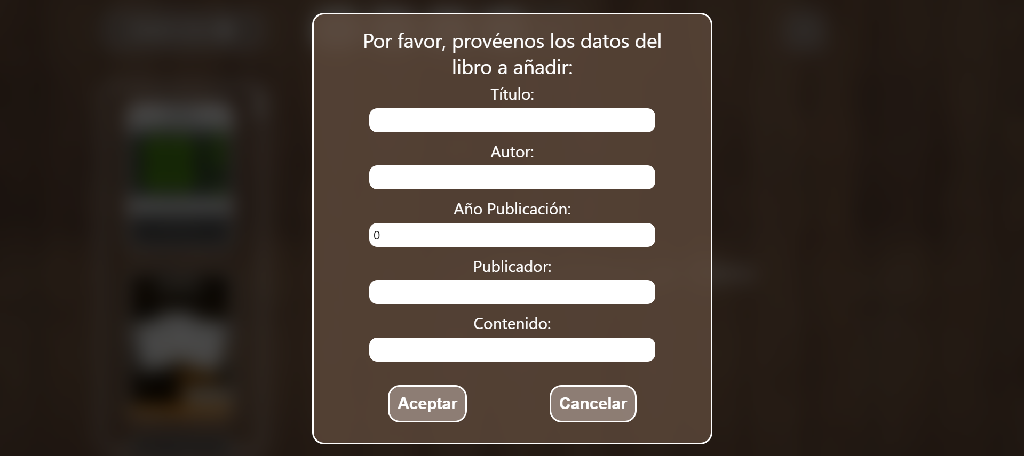 Por favor, provéenos los datos del
libro a añadir:
Título:
Autor:
Año Publicación:
0
Publicador:
Contenido:
Aceptar
Cancelar